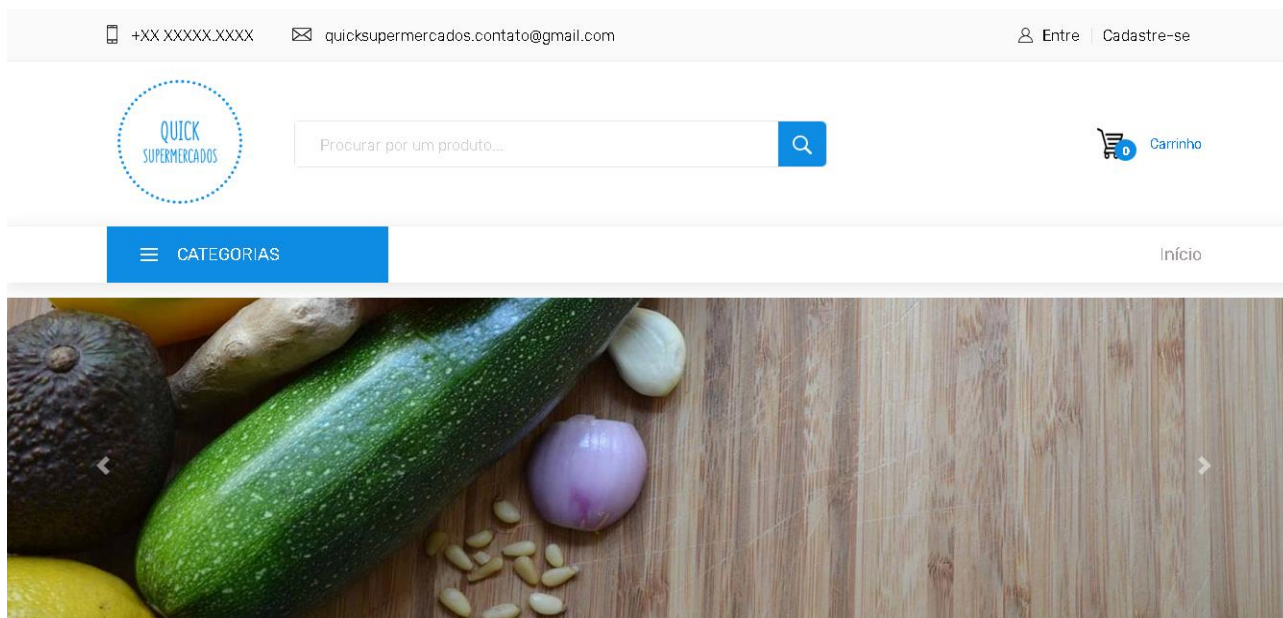 +XX XXXXX.XXXX quicksupermercados.contato@gmail.com Entre Cadastre-se
QUICK
SUPERMERCADOS
Procurar por um produto...
0 Carrinho
CATEGORIAS Início